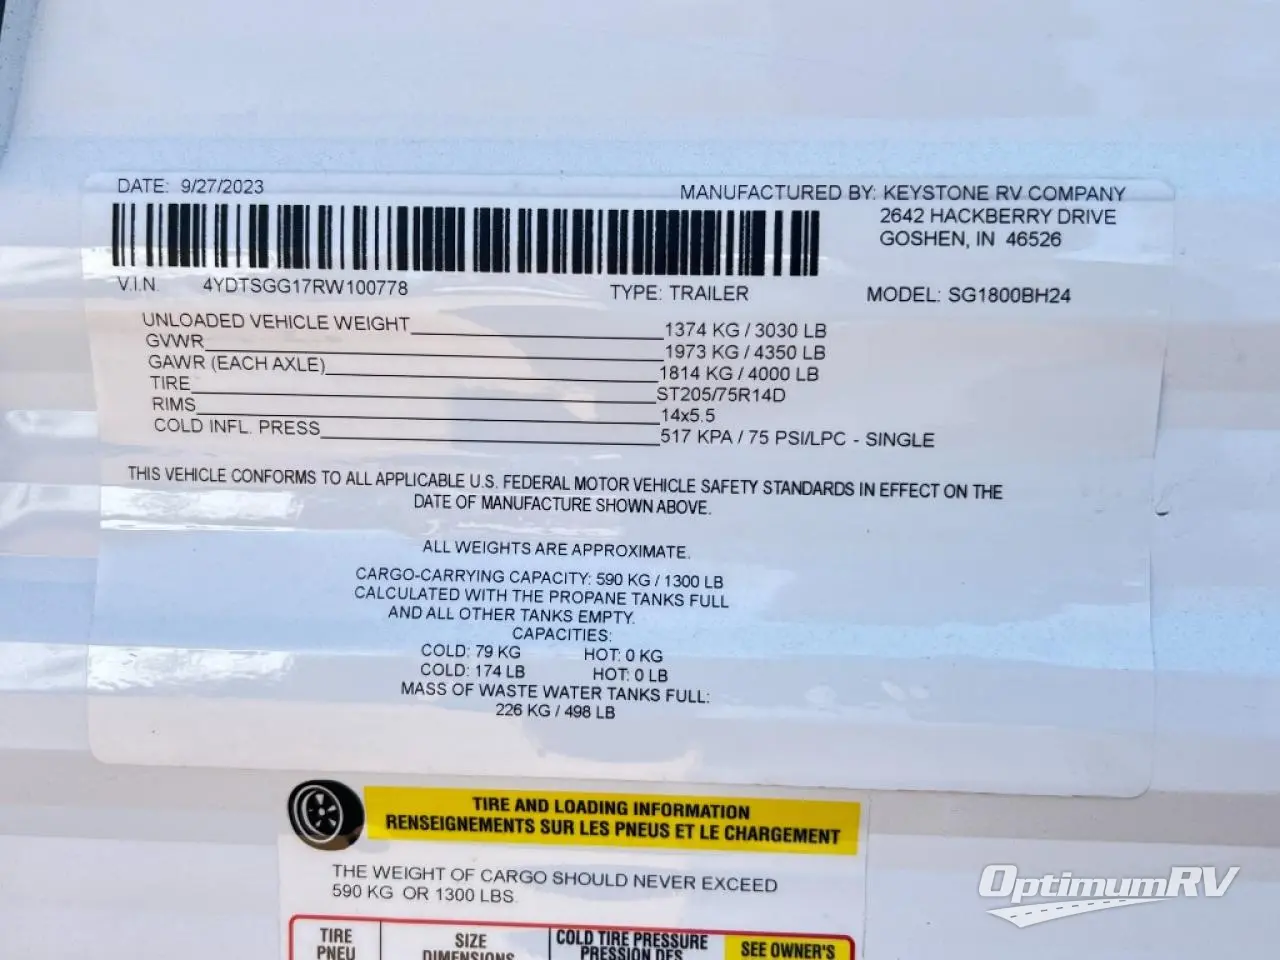 DATE: 9/27/2023
MANUFACTURED BY: KEYSTONE RV COMPANY
2642 HACKBERRY DRIVE
GOSHEN, IN 46526
V.I.N. 4YDTSGG17RW100778 TYPE: TRAILER MODEL: SG1800BH24
UNLOADED VEHICLE WEIGHT 1374 KG / 3030 LB
GVWR 1973 KG / 4350 LB
GAWR (EACH AXLE) 1814 KG / 4000 LB
TIRE ST205/75R14D
RIMS 14x5.5
COLD INFL. PRESS 517 KPA / 75 PSI/LPC - SINGLE
THIS VEHICLE CONFORMS TO ALL APPLICABLE U.S. FEDERAL MOTOR VEHICLE SAFETY STANDARDS IN EFFECT ON THE
DATE OF MANUFACTURE SHOWN ABOVE.
ALL WEIGHTS ARE APPROXIMATE.
CARGO-CARRYING CAPACITY: 590 KG / 1300 LB
CALCULATED WITH THE PROPANE TANKS FULL
AND ALL OTHER TANKS EMPTY.
CAPACITIES:
COLD: 79 KG HOT: 0 KG
COLD: 174 LB HOT: 0 LB
MASS OF WASTE WATER TANKS FULL:
226 KG / 498 LB
TIRE AND LOADING INFORMATION
RENSEIGNEMENTS SUR LES PNEUS ET LE CHARGEMENT
THE WEIGHT OF CARGO SHOULD NEVER EXCEED
590 KG OR 1300 LBS.
TIRE SIZE COLD TIRE PRESSURE SEE OWNER'S
PNEU DIMENSIONS PRESSION DES
OptimumRV